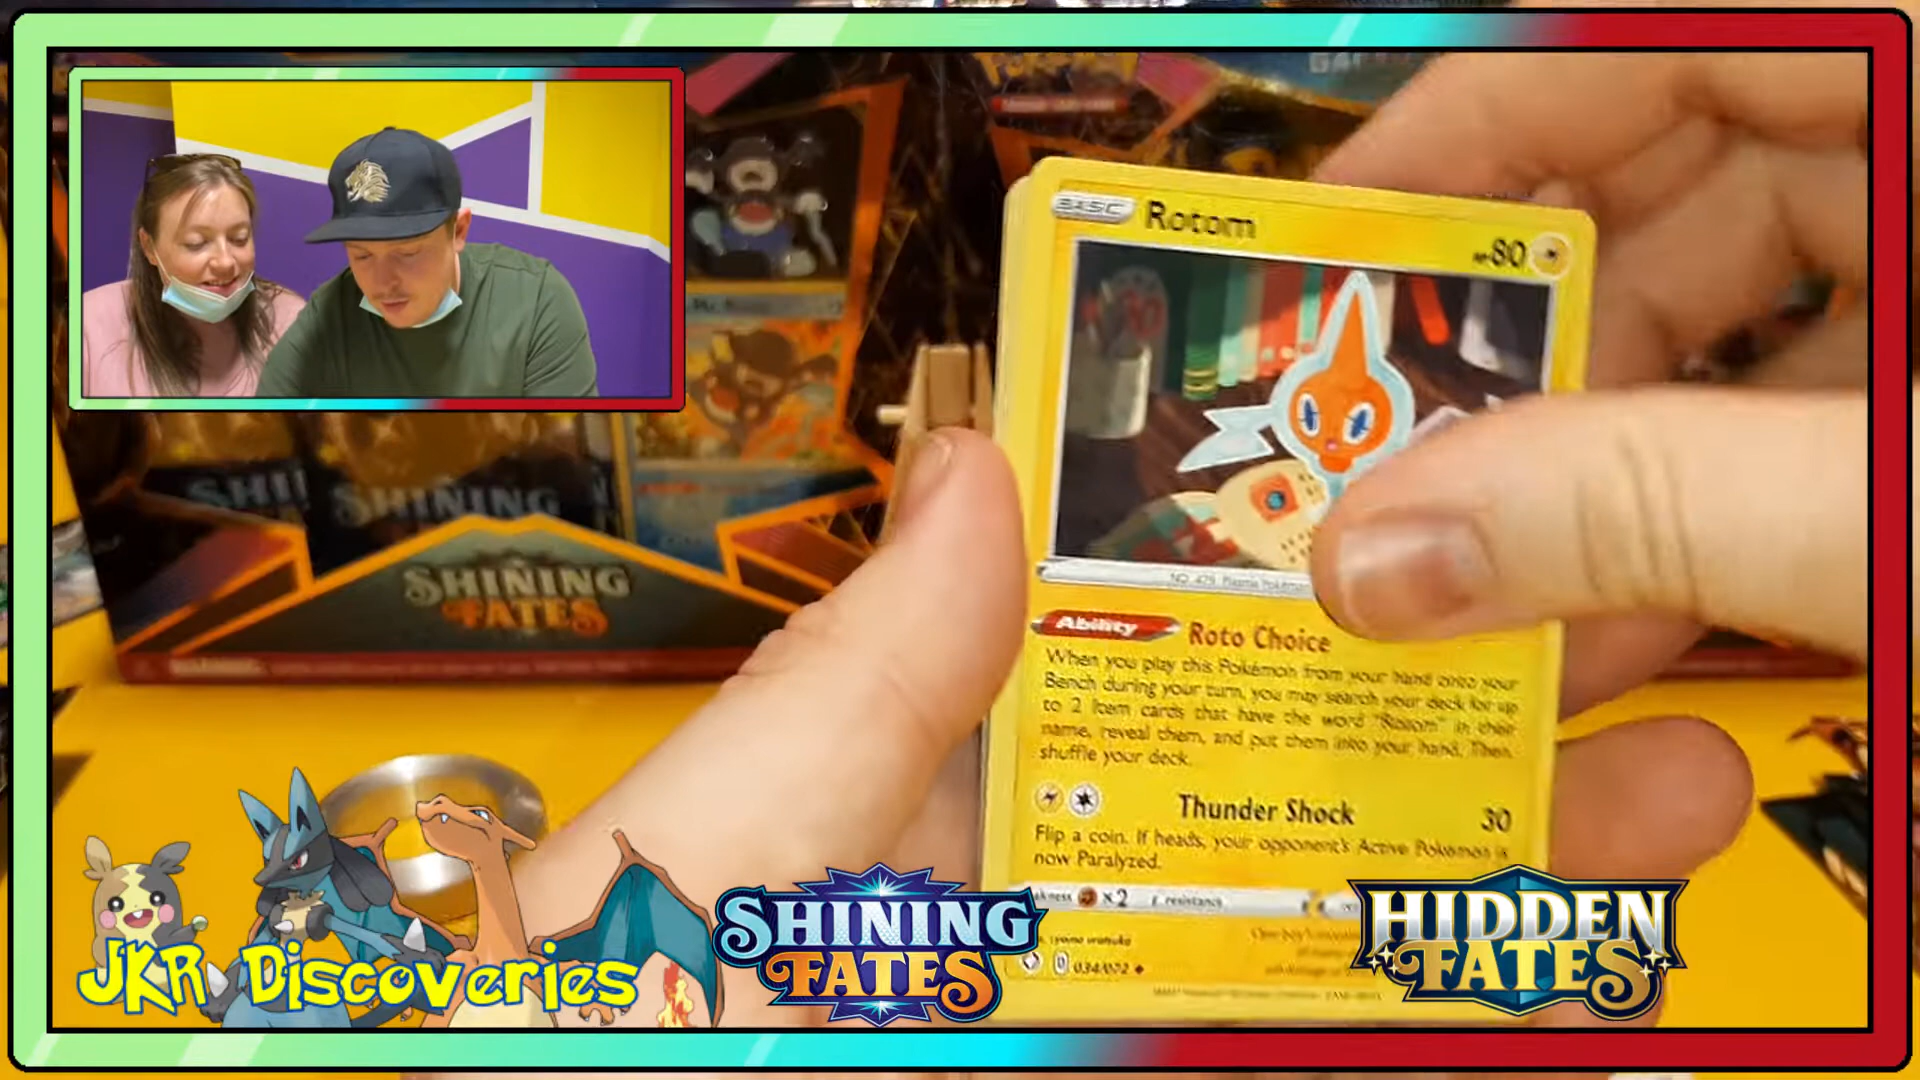 BASIC Rotom
80
SHINING
SHINING
FATES
Ability Roto Choice
When you play this Pokémon from your hand onto your
Bench during your turn, you may search your deck for up
to 2 Item cards that have the word "Rotom" in their
name, reveal them, and put them into your hand. Then
shuffle your deck.
Thunder Shock 30
Flip a coin. If heads, your opponent's Active Pokémon is
now Paralyzed.
x2 resistance
034/072
JKR Discoveries
SHINING
FATES
HIDDEN
FATES